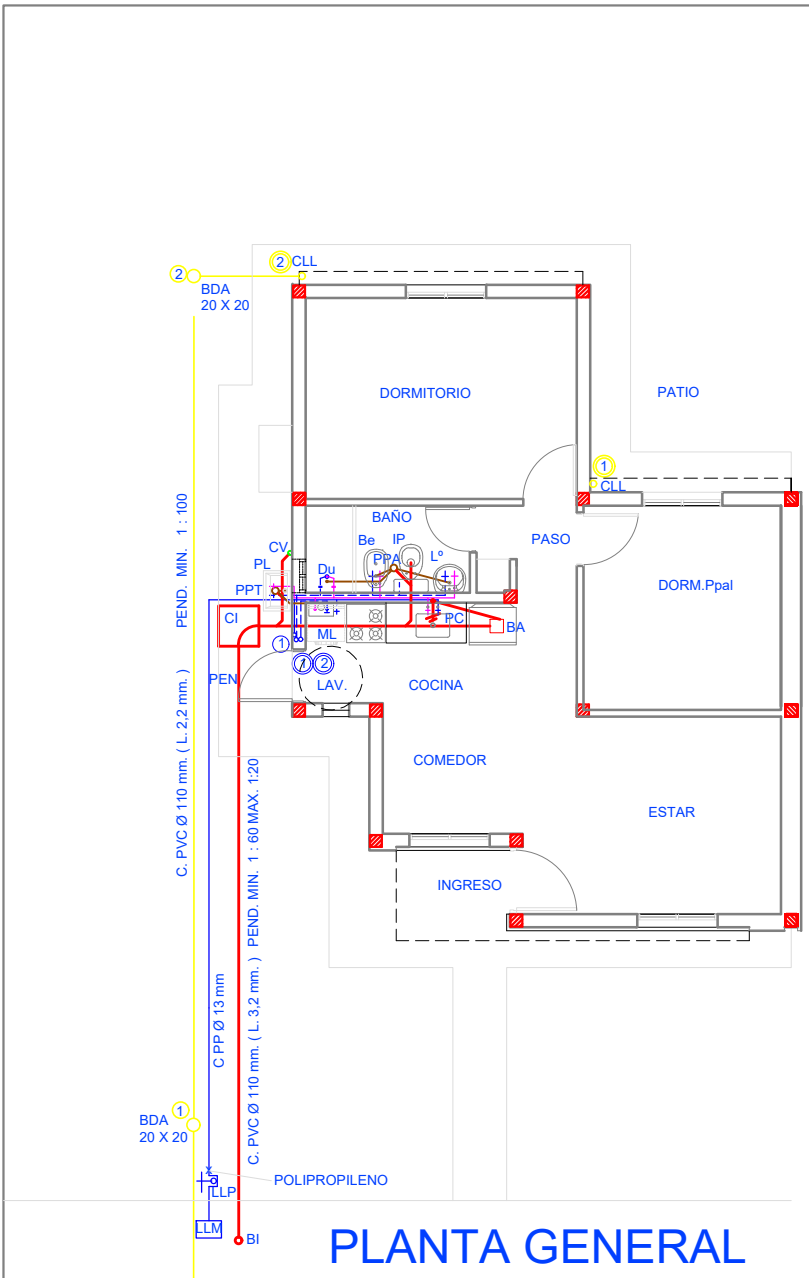 2 CLL
2
BDA
20 X 20
DORMITORIO
PATIO
1
CLL
BAÑO
PASO
Be
IP
Lº
PPA
CV
PL
Du
PPT
DORM.Ppal
CI
ML
PC
BA
1
1 2
PEN
LAV.
COCINA
COMEDOR
ESTAR
INGRESO
C. PVC Ø 110 mm. ( L. 2,2 mm. ) PEND. MIN. 1 : 100
C PP Ø 13 mm
C. PVC Ø 110 mm. ( L. 3,2 mm. ) PEND. MIN. 1 : 60 MAX. 1:20
1
BDA
20 X 20
POLIPROPILENO
LLP
LLM
BI
PLANTA GENERAL